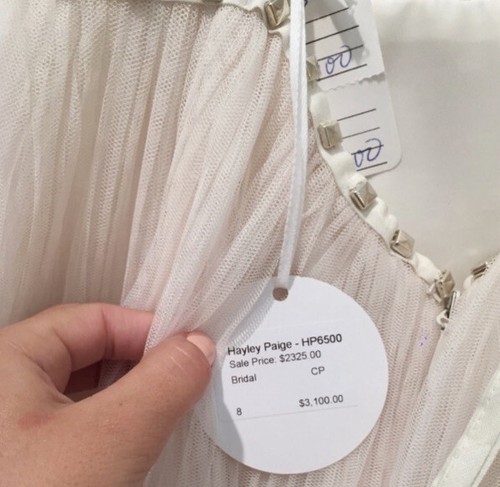 00
00
Hayley Paige - HP6500
Sale Price: $2325.00
Bridal CP
8 $3,100.00